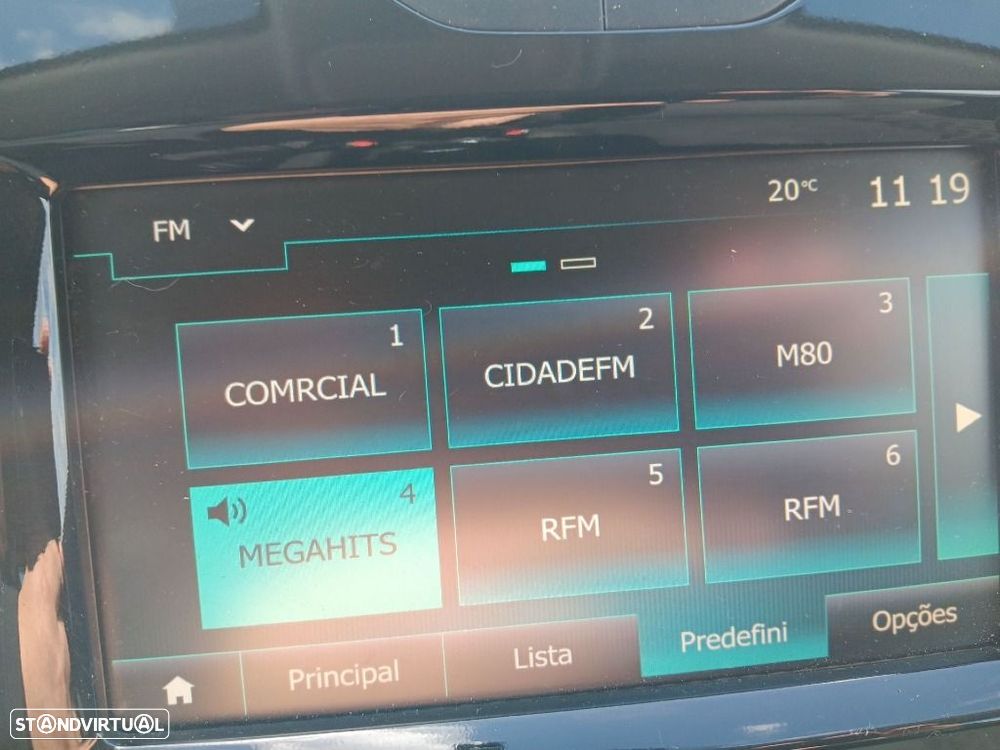 FM
20°C
11 19
1
COMRCIAL
2
CIDADEFM
3
M80
4
MEGAHITS
5
RFM
6
RFM
Principal
Lista
Predefini
Opções
STANDVIRTUAL